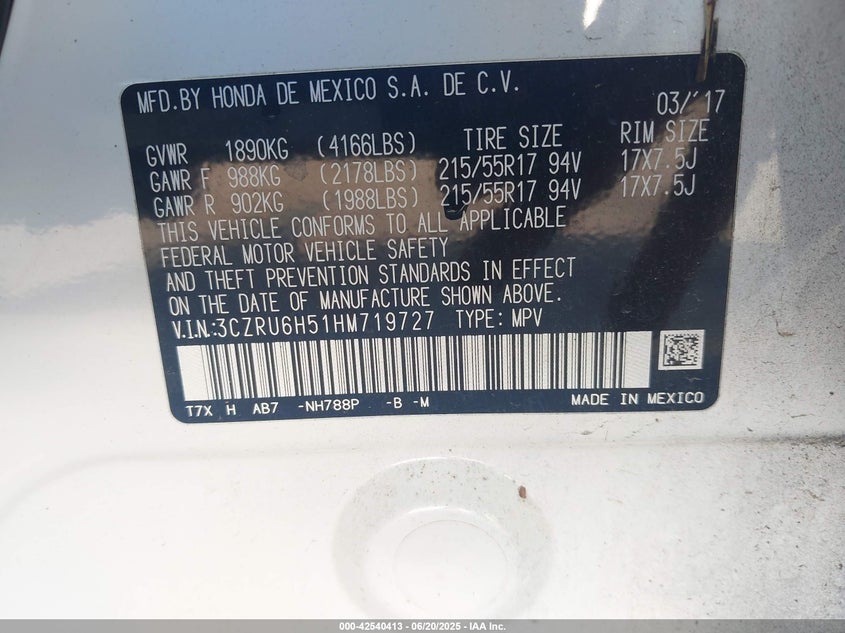 MFD.BY HONDA DE MEXICO S.A. DE C.V.
03/'17
GVWR 1890KG (4166LBS) TIRE SIZE RIM SIZE
GAWR F 988KG (2178LBS) 215/55R17 94V 17X7.5J
GAWR R 902KG (1988LBS) 215/55R17 94V 17X7.5J
THIS VEHICLE CONFORMS TO ALL APPLICABLE
FEDERAL MOTOR VEHICLE SAFETY
AND THEFT PREVENTION STANDARDS IN EFFECT
ON THE DATE OF MANUFACTURE SHOWN ABOVE.
V.I.N.:3CZRU6H51HM719727 TYPE: MPV
T7X H AB7 -NH788P -B -M MADE IN MEXICO
000-42540413 - 06/20/2025 - IAA Inc.